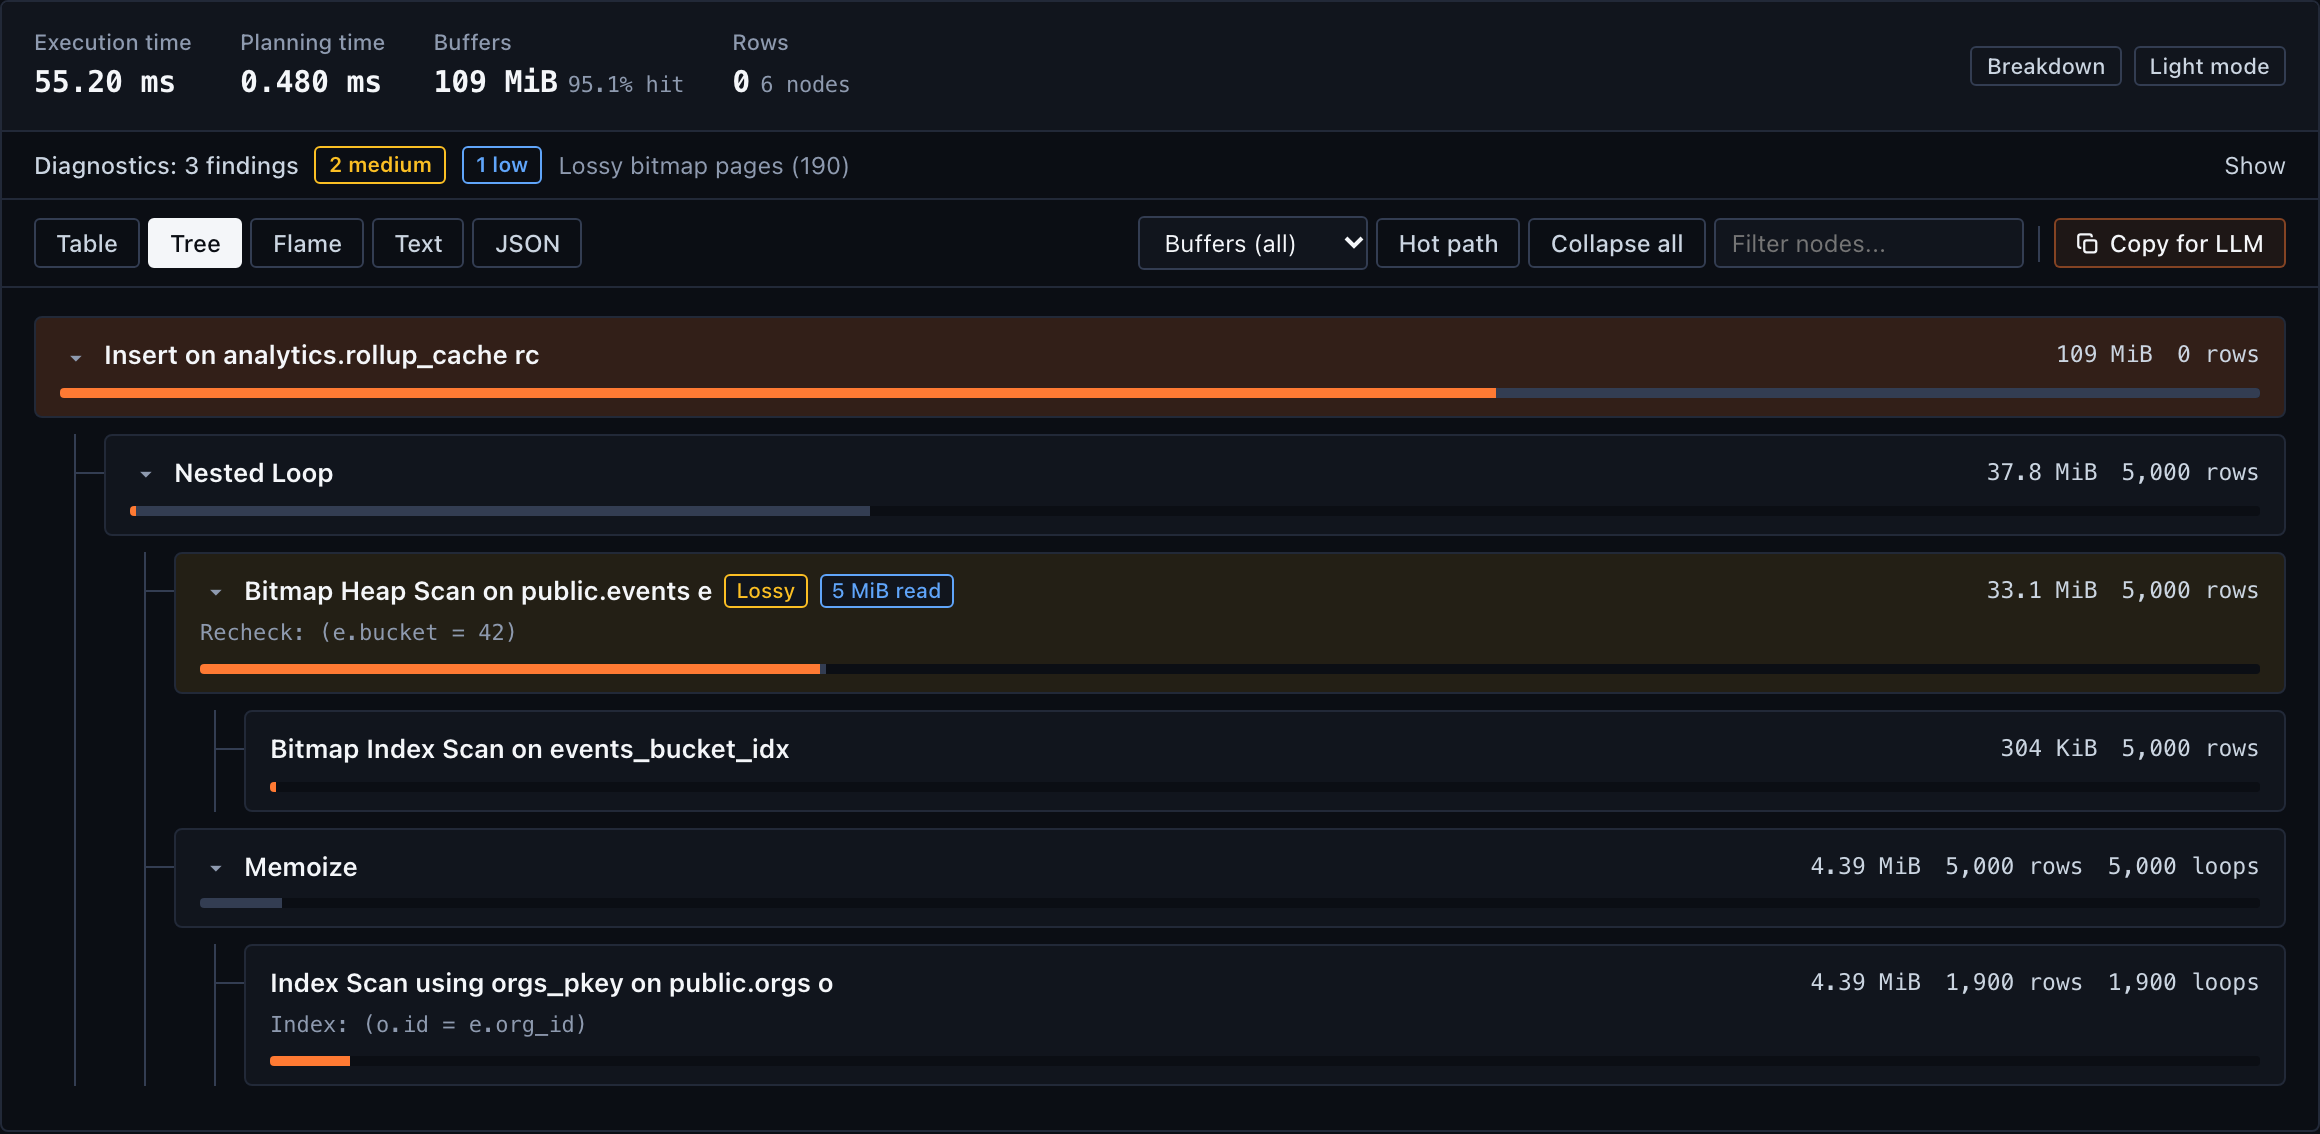 Execution time Planning time Buffers Rows
55.20 ms 0.480 ms 109 MiB 95.1% hit 0 6 nodes
Breakdown Light mode
Diagnostics: 3 findings 2 medium 1 low Lossy bitmap pages (190) Show
Table Tree Flame Text JSON Buffers (all) Hot path Collapse all Filter nodes... Copy for LLM
Insert on analytics.rollup_cache rc 109 MiB 0 rows
Nested Loop 37.8 MiB 5,000 rows
Bitmap Heap Scan on public.events e Lossy 5 MiB read 33.1 MiB 5,000 rows
Recheck: (e.bucket = 42)
Bitmap Index Scan on events_bucket_idx 304 KiB 5,000 rows
Memoize 4.39 MiB 5,000 rows 5,000 loops
Index Scan using orgs_pkey on public.orgs o 4.39 MiB 1,900 rows 1,900 loops
Index: (o.id = e.org_id)